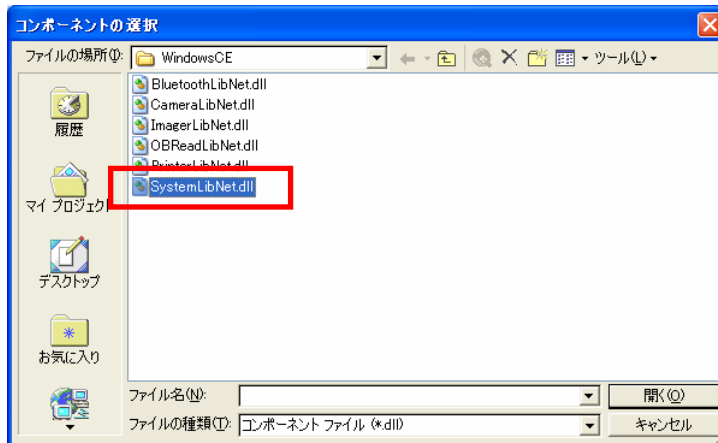 コンポーネントの選択
ファイルの場所(I):
WindowsCE
ツール(L)
履歴
マイ プロジェクト
デスクトップ
お気に入り
BluetoothLibNet.dll
CameraLibNet.dll
ImagerLibNet.dll
OBReadLibNet.dll
PrinterLibNet.dll
SystemLibNet.dll
ファイル名(N):
開く(O)
ファイルの種類(T):
コンポーネント ファイル (*.dll)
キャンセル